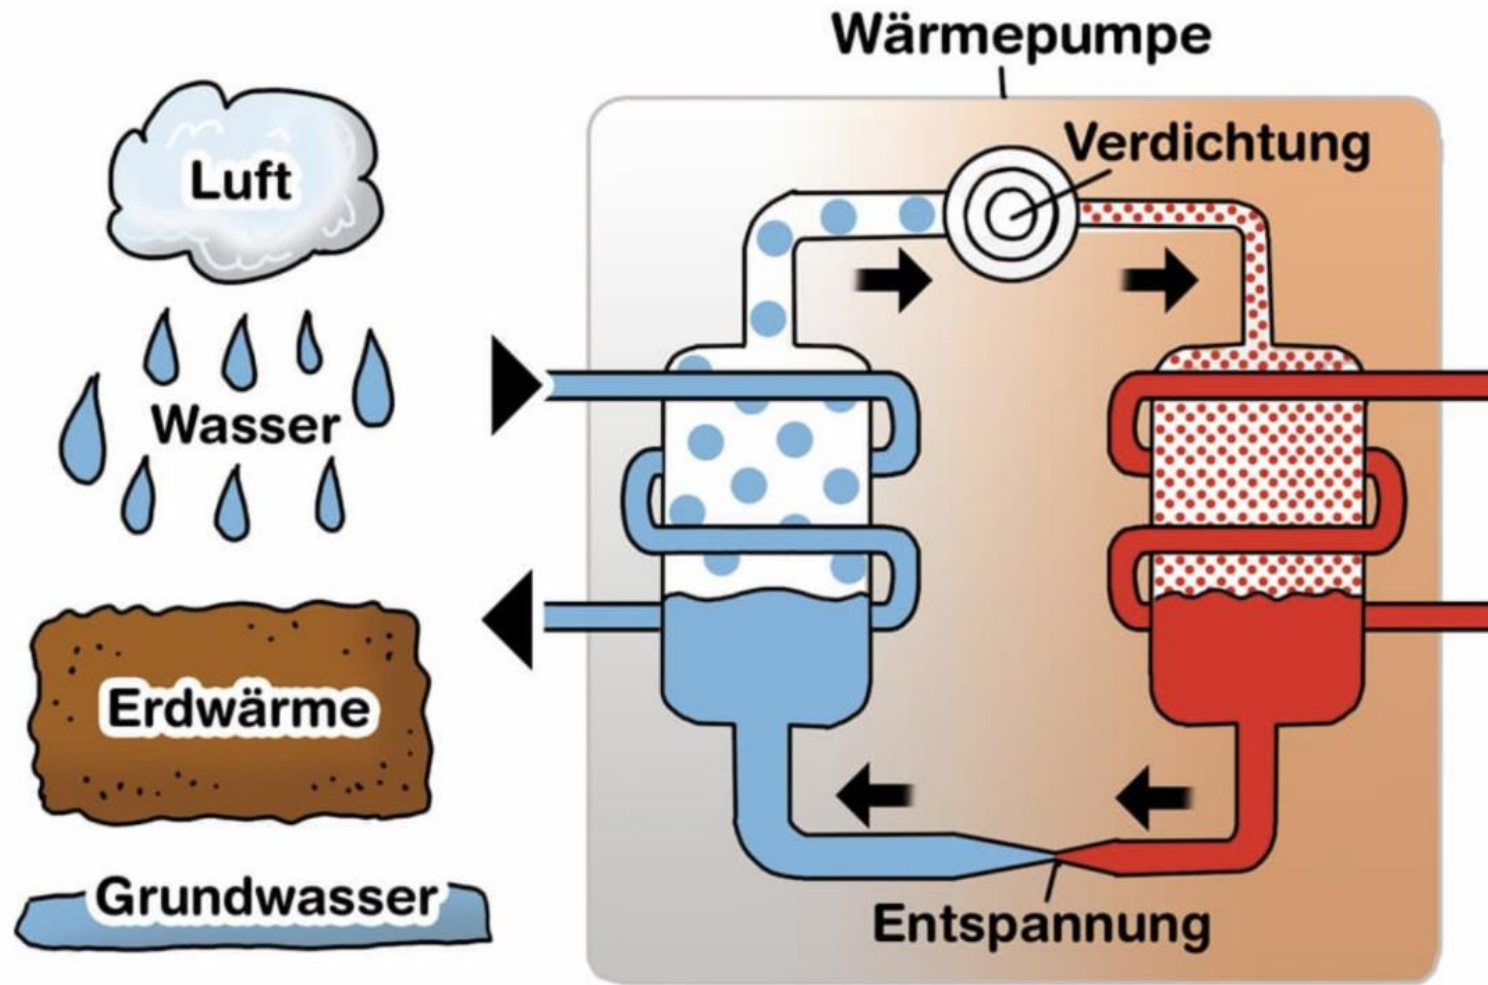 Wärmepumpe
Verdichtung
Luft
Wasser
Erdwärme
Grundwasser
Entspannung